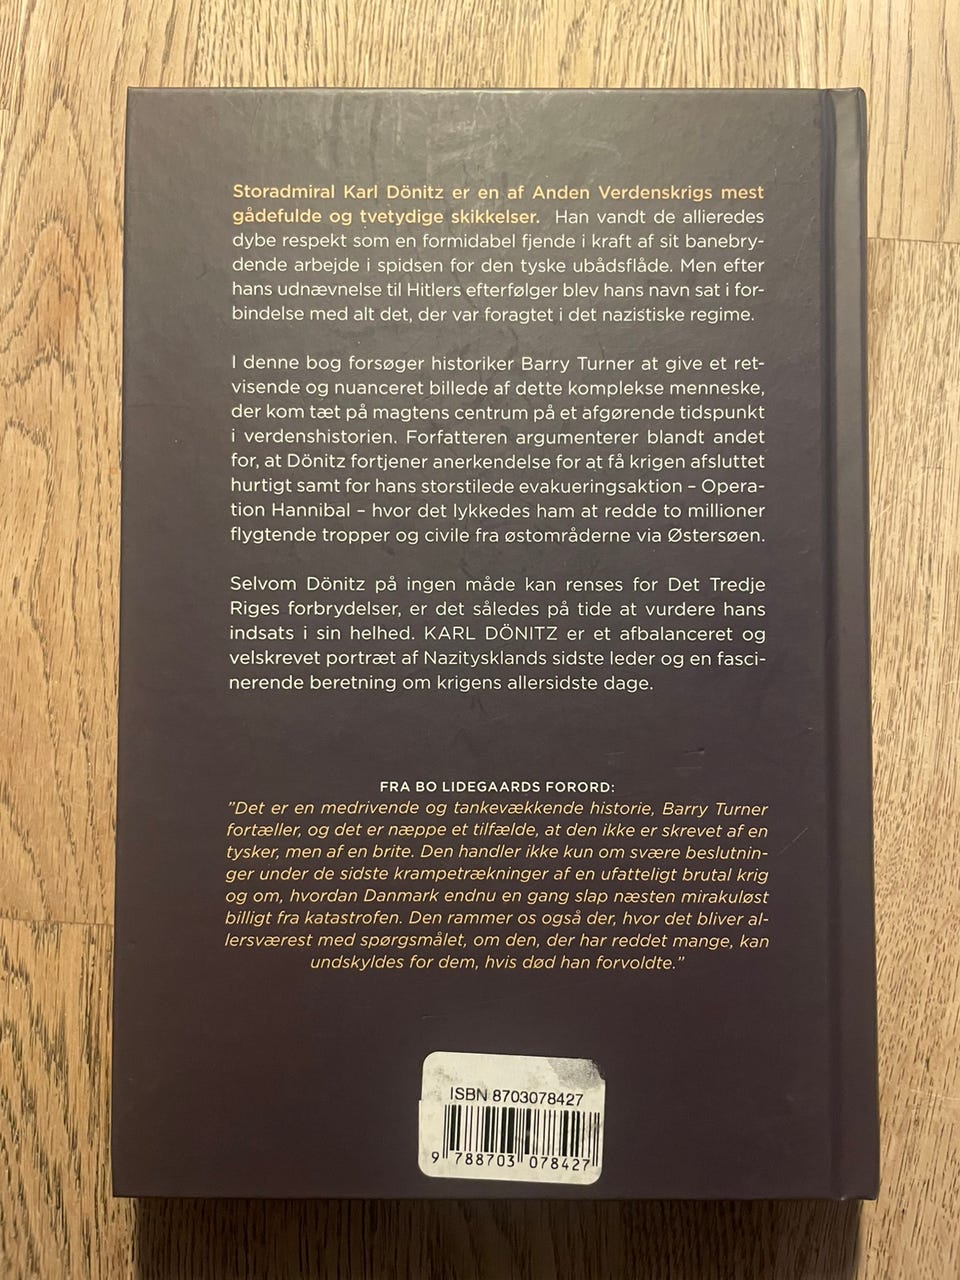 Storadmiral Karl Dönitz er en af Anden Verdenskrigs mest
gådefulde og tvetydige skikkelser. Han vandt de allieredes
dybe respekt som en formidabel fjende i kraft af sit banebry-
dende arbejde i spidsen for den tyske ubådsflåde. Men efter
hans udnævnelse til Hitlers efterfølger blev hans navn sat i for-
bindelse med alt det, der var foragtet i det nazistiske regime.
I denne bog forsøger historiker Barry Turner at give et ret-
visende og nuanceret billede af dette komplekse menneske,
der kom tæt på magtens centrum på et afgørende tidspunkt
i verdenshistorien. Forfatteren argumenterer blandt andet
for, at Dönitz fortjener anerkendelse for at få krigen afsluttet
hurtigt samt for hans storstilede evakueringsaktion – Opera-
tion Hannibal – hvor det lykkedes ham at redde to millioner
flygtende tropper og civile fra østområderne via Østersøen.
Selvom Dönitz på ingen måde kan renses for Det Tredje
Riges forbrydelser, er det således på tide at vurdere hans
indsats i sin helhed. KARL DÖNITZ er et afbalanceret og
velskrevet portræt af Nazitysklands sidste leder og en fasci-
nerende beretning om krigens allersidste dage.
FRA BO LIDEGAARDS FORORD:
”Det er en medrivende og tankevækkende historie, Barry Turner
fortæller, og det er næppe et tilfælde, at den ikke er skrevet af en
tysker, men af en brite. Den handler ikke kun om svære beslutnin-
ger under de sidste krampetrækninger af en ufatteligt brutal krig
og om, hvordan Danmark endnu en gang slap næsten mirakuløst
billigt fra katastrofen. Den rammer os også der, hvor det bliver al-
lersværest med spørgsmålet, om den, der har reddet mange, kan
undskyldes for dem, hvis død han forvoldte.”
ISBN 8703078427
9 788703 078427